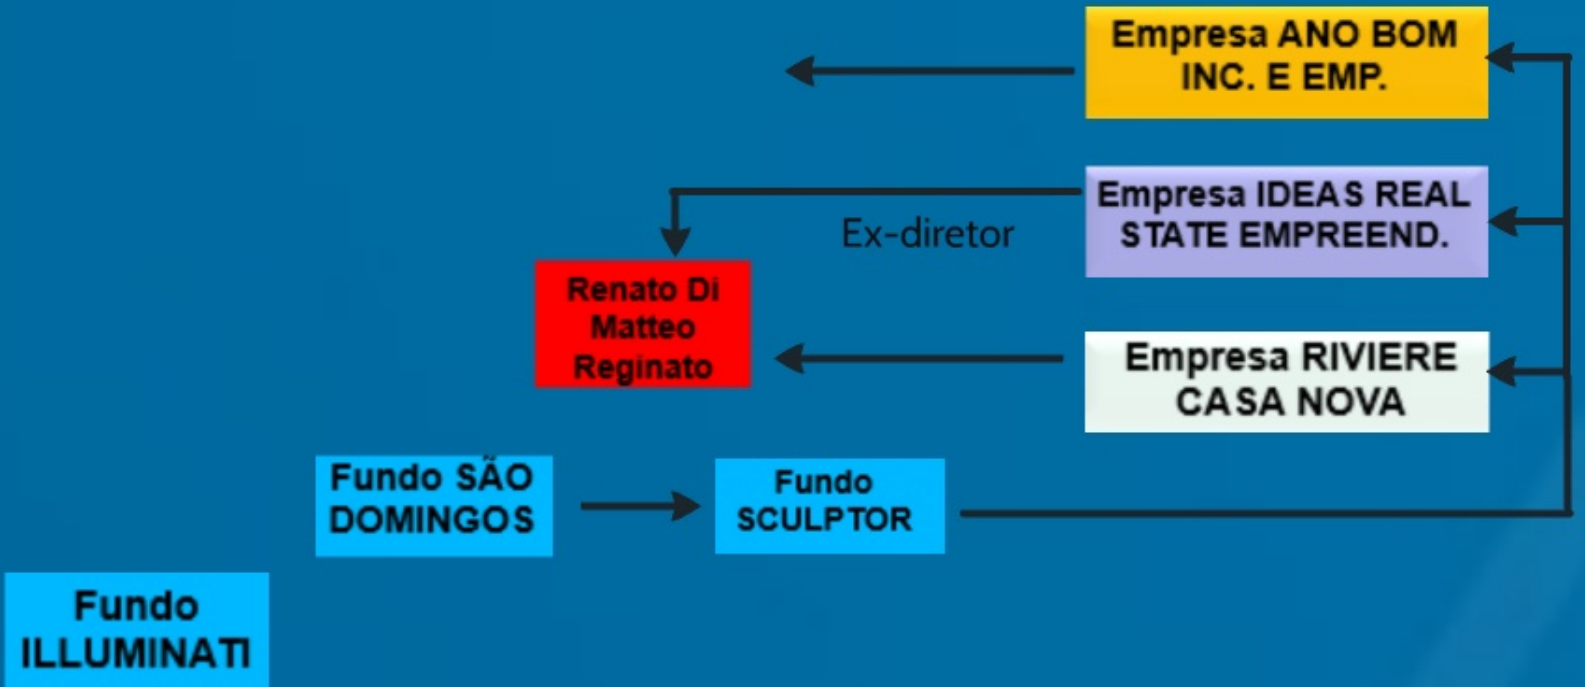 Empresa ANO BOM
INC. E EMP.
Empresa IDEAS REAL
STATE EMPREEND.
Ex-diretor
Renato Di
Matteo
Reginato
Empresa RIVIERE
CASA NOVA
Fundo SÃO
DOMINGOS
Fundo
SCULPTOR
Fundo
ILLUMINATI